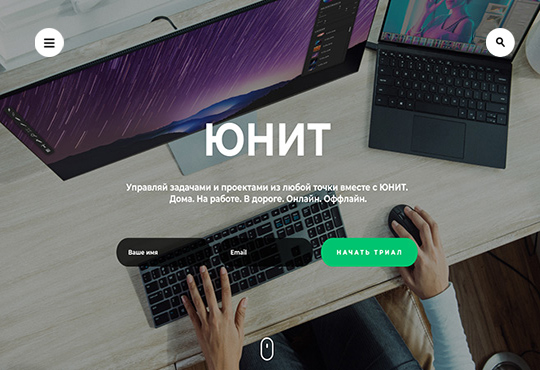 ЮНИТ
Управляй задачами и проектами из любой точки вместе с ЮНИТ.
Дома. На работе. В дороге. Онлайн. Оффлайн.
Ваше имя
Email
НАЧАТЬ ТРИАЛ